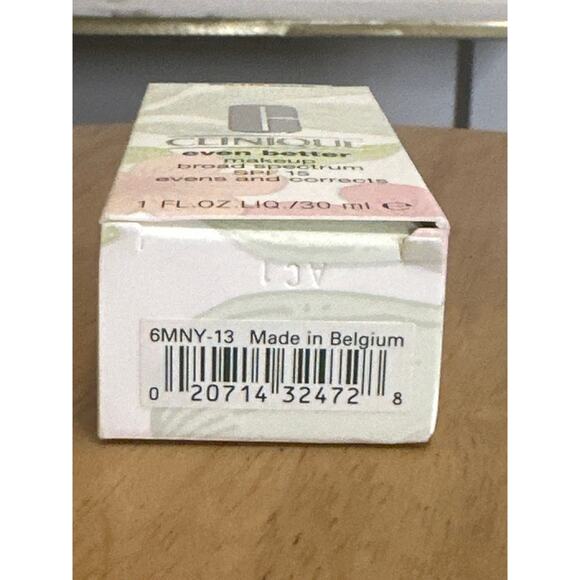 CLINIQUE
even better
makeup
broad spectrum
SPF 15
evens and corrects
1 FL.OZ.LIQ./30 ml ℮
AC1
6MNY-13 Made in Belgium
0 20714 32472 8